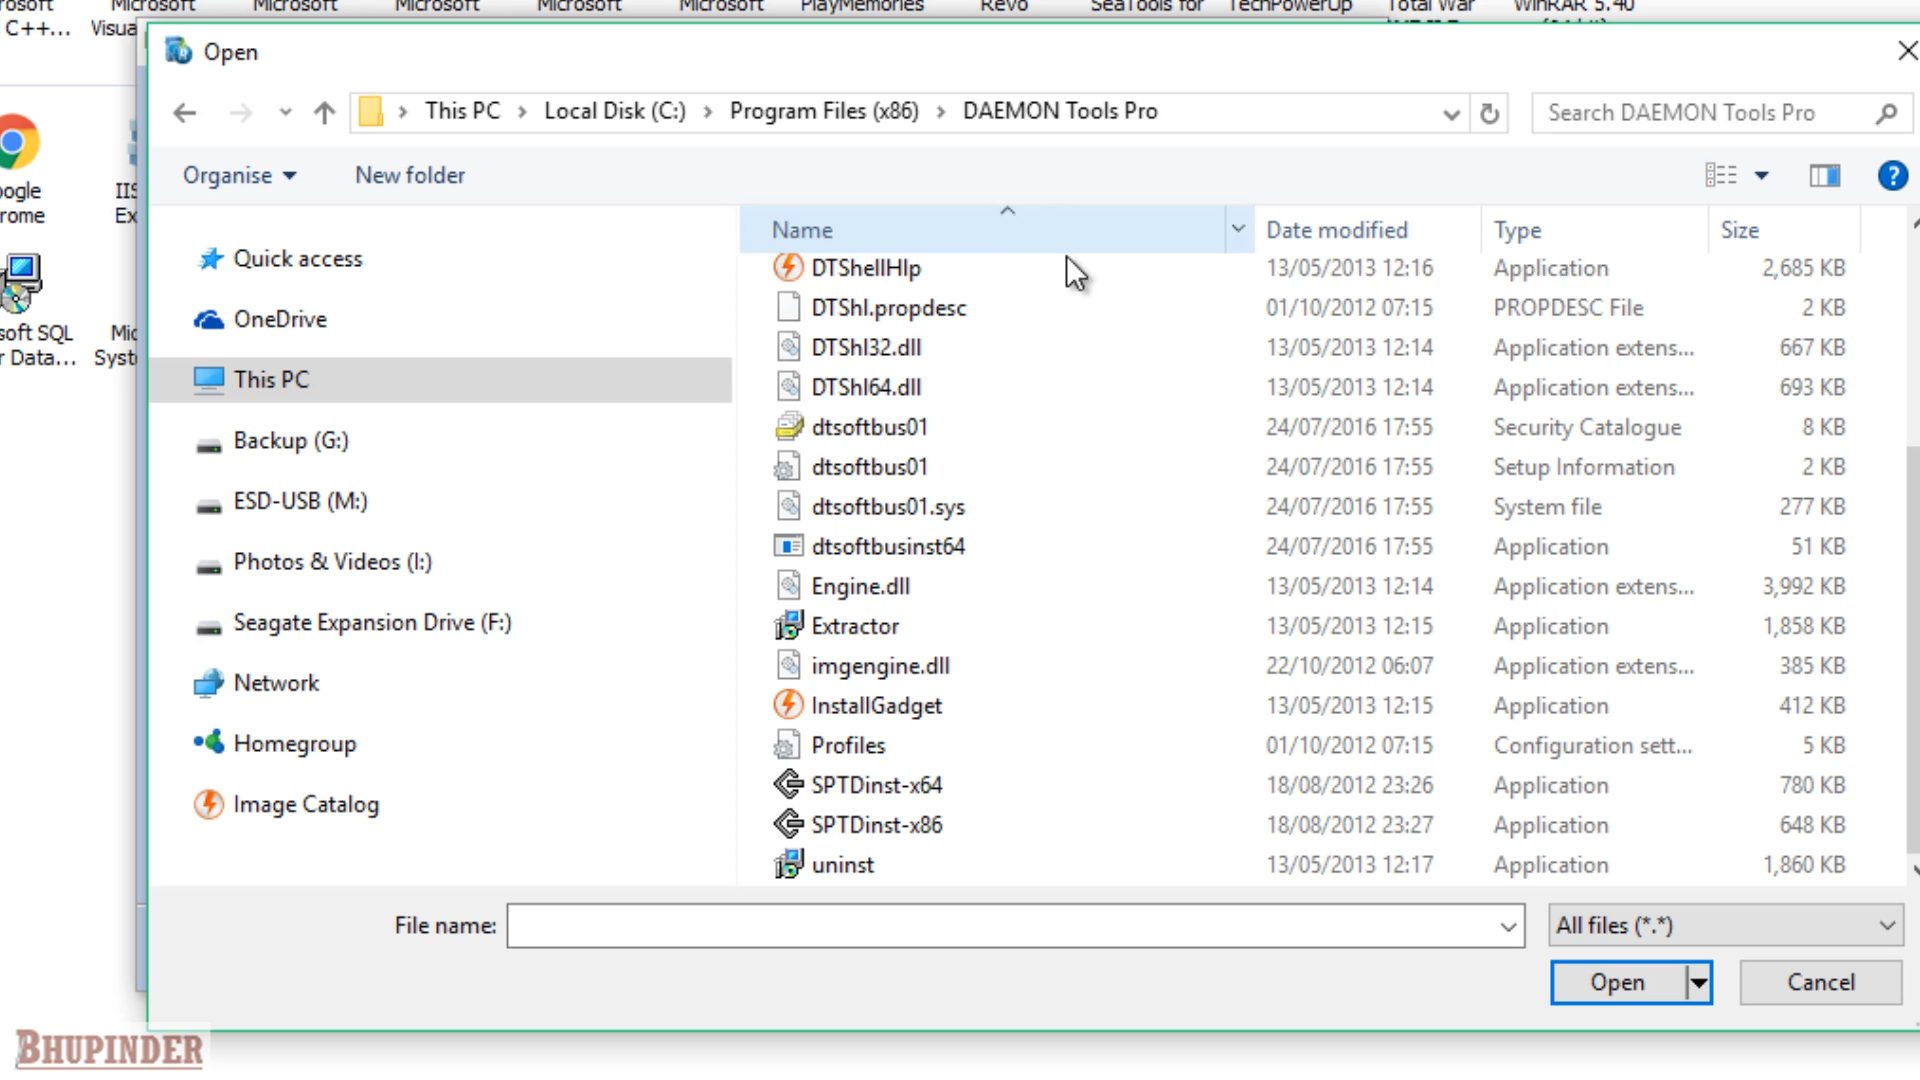 Microsoft Microsoft Microsoft Microsoft Microsoft PlayMemories Revo SeaTools for TechPowerUp Total War WinRAR 5.40
C++... Visua
Open
This PC > Local Disk (C:) > Program Files (x86) > DAEMON Tools Pro
Search DAEMON Tools Pro
Organise New folder
Name Date modified Type Size
Quick access
OneDrive
This PC
Backup (G:)
ESD-USB (M:)
Photos & Videos (I:)
Seagate Expansion Drive (F:)
Network
Homegroup
Image Catalog
DTShellHlp 13/05/2013 12:16 Application 2,685 KB
DTShl.propdesc 01/10/2012 07:15 PROPDESC File 2 KB
DTShl32.dll 13/05/2013 12:14 Application extens... 667 KB
DTShl64.dll 13/05/2013 12:14 Application extens... 693 KB
dtsoftbus01 24/07/2016 17:55 Security Catalogue 8 KB
dtsoftbus01 24/07/2016 17:55 Setup Information 2 KB
dtsoftbus01.sys 24/07/2016 17:55 System file 277 KB
dtsoftbusinst64 24/07/2016 17:55 Application 51 KB
Engine.dll 13/05/2013 12:14 Application extens... 3,992 KB
Extractor 13/05/2013 12:15 Application 1,858 KB
imgengine.dll 22/10/2012 06:07 Application extens... 385 KB
InstallGadget 13/05/2013 12:15 Application 412 KB
Profiles 01/10/2012 07:15 Configuration sett... 5 KB
SPTDinst-x64 18/08/2012 23:26 Application 780 KB
SPTDinst-x86 18/08/2012 23:27 Application 648 KB
uninst 13/05/2013 12:17 Application 1,860 KB
ogle
rome
IIS
Ex
soft SQL
r Data...
Mic
Syst
File name:
All files (*.*)
Open Cancel
BHUPINDER